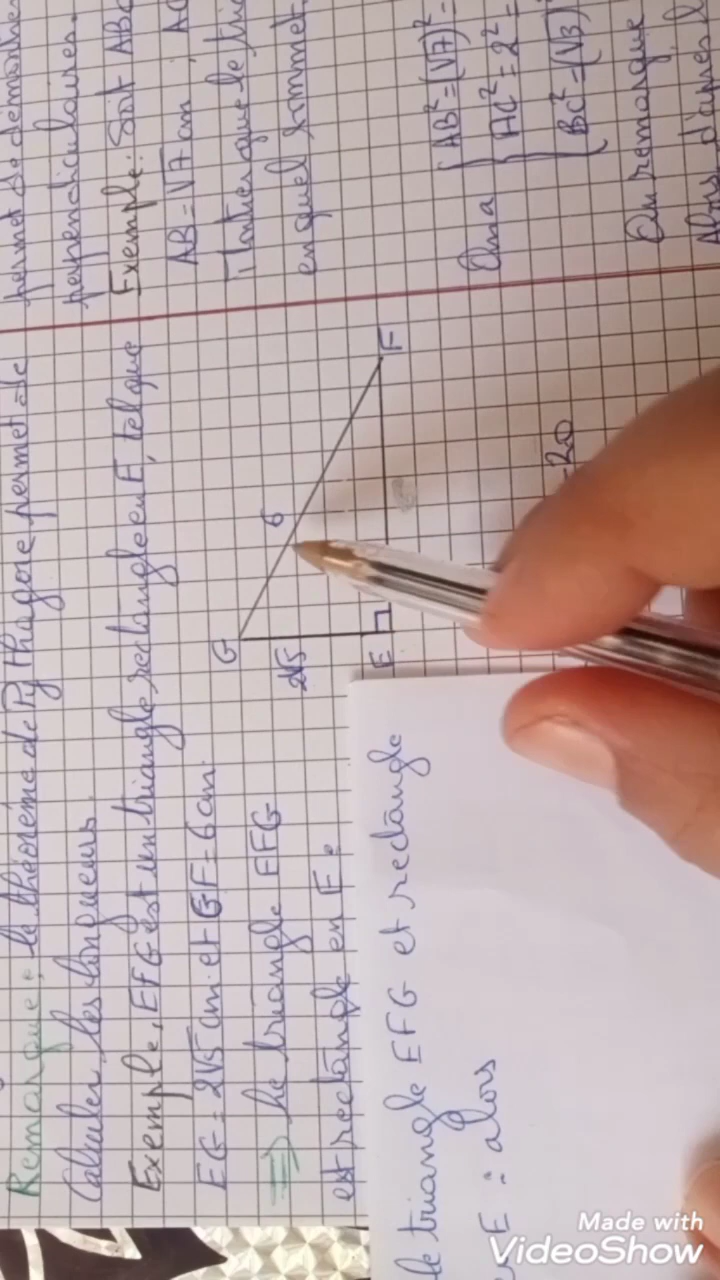 Remarque: le théorème de Pythagore permet de
Calculer les longueurs.
Exemple, EFG est un triangle rectangle en E, tel que
EG = 2√5 cm et GF = 6 cm.
=> Le triangle EFG
est rectangle en E.
G
2√5
6
E
F
-20
le triangle EFG et rectangle
E: alors
permet de démontre
perpendiculaires.
Exemple: Soit ABC
AB = √7 cm, AC
que le tri
en quel sommet
On a
AB² = (√7)² =
AC² = 2² =
BC² = (√3)
On remarque
Alors d'après l
Made with
VideoShow